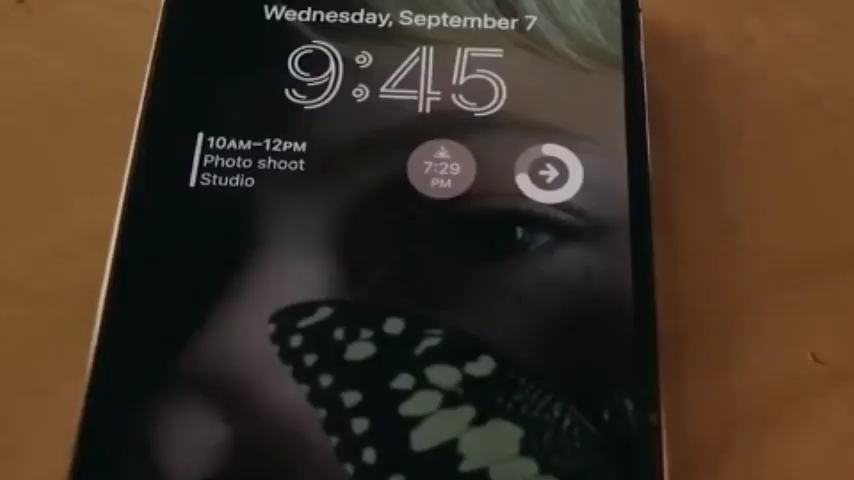 Wednesday, September 7
9:45
10AM–12PM
Photo shoot
Studio
7:29
PM